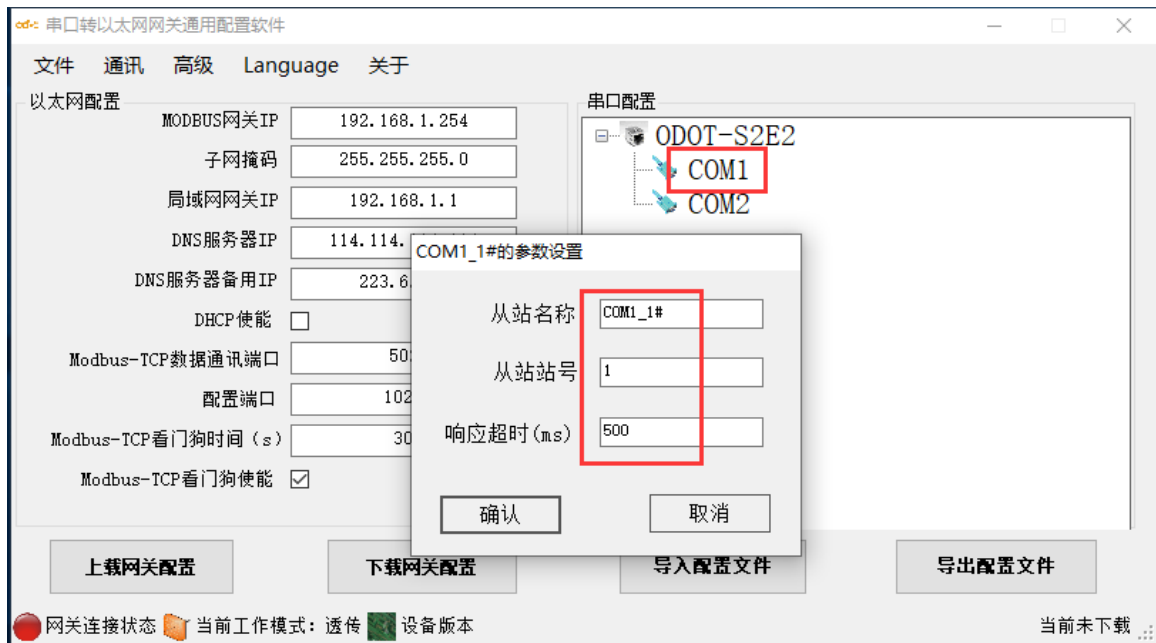 串口转以太网网关通用配置软件
文件 通讯 高级 Language 关于
以太网配置
MODBUS网关IP 192.168.1.254
子网掩码 255.255.255.0
局域网网关IP 192.168.1.1
DNS服务器IP 114.114.
DNS服务器备用IP 223.6
DHCP使能
Modbus-TCP数据通讯端口 50
配置端口 102
Modbus-TCP看门狗时间（s） 30
Modbus-TCP看门狗使能
串口配置
ODOT-S2E2
COM1
COM2
COM1_1#的参数设置
从站名称 COM1_1#
从站站号 1
响应超时(ms) 500
确认 取消
上载网关配置 下载网关配置 导入配置文件 导出配置文件
网关连接状态 当前工作模式：透传 设备版本 当前未下载